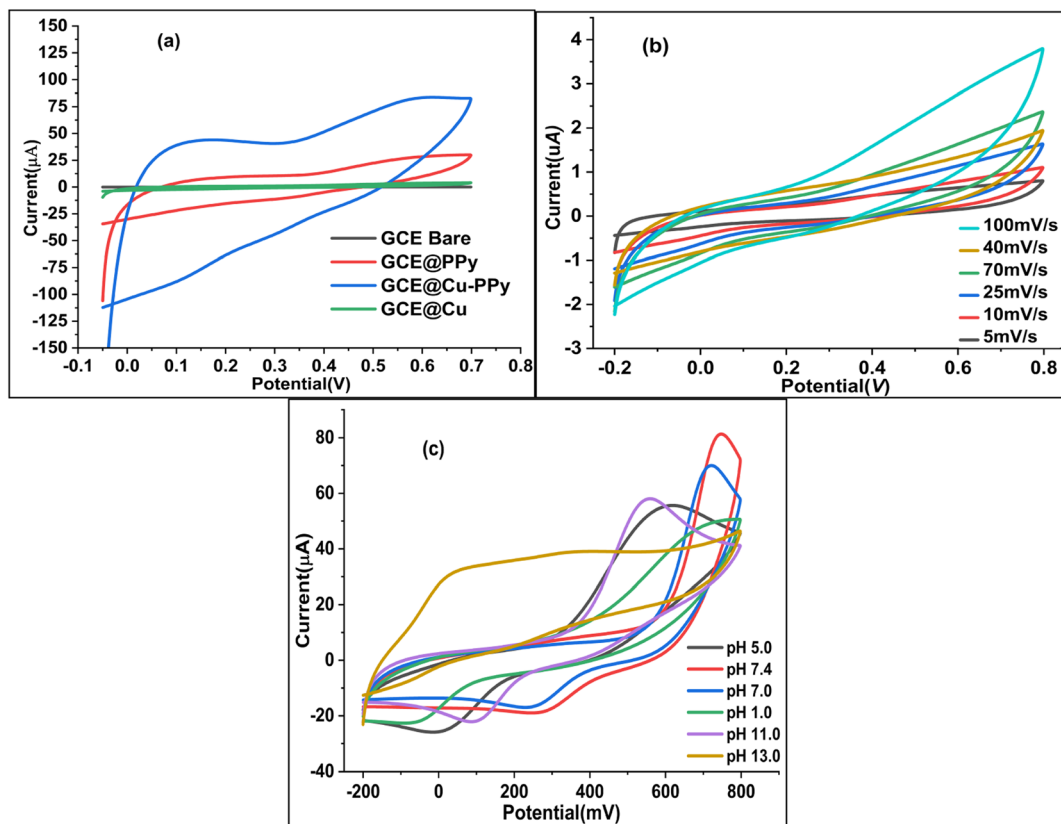 (a)
150
125
100
75
50
25
0
-25
-50
-75
-100
-125
-150
Current(μA)
-0.1 0.0 0.1 0.2 0.3 0.4 0.5 0.6 0.7 0.8
Potential(V)
GCE Bare
GCE@PPy
GCE@Cu-PPy
GCE@Cu
(b)
4
3
2
1
0
-1
-2
-3
Current(uA)
-0.2 0.0 0.2 0.4 0.6 0.8
Potential(V)
100mV/s
40mV/s
70mV/s
25mV/s
10mV/s
5mV/s
(c)
80
60
40
20
0
-20
-40
Current(μA)
-200 0 200 400 600 800
Potential(mV)
pH 5.0
pH 7.4
pH 7.0
pH 1.0
pH 11.0
pH 13.0